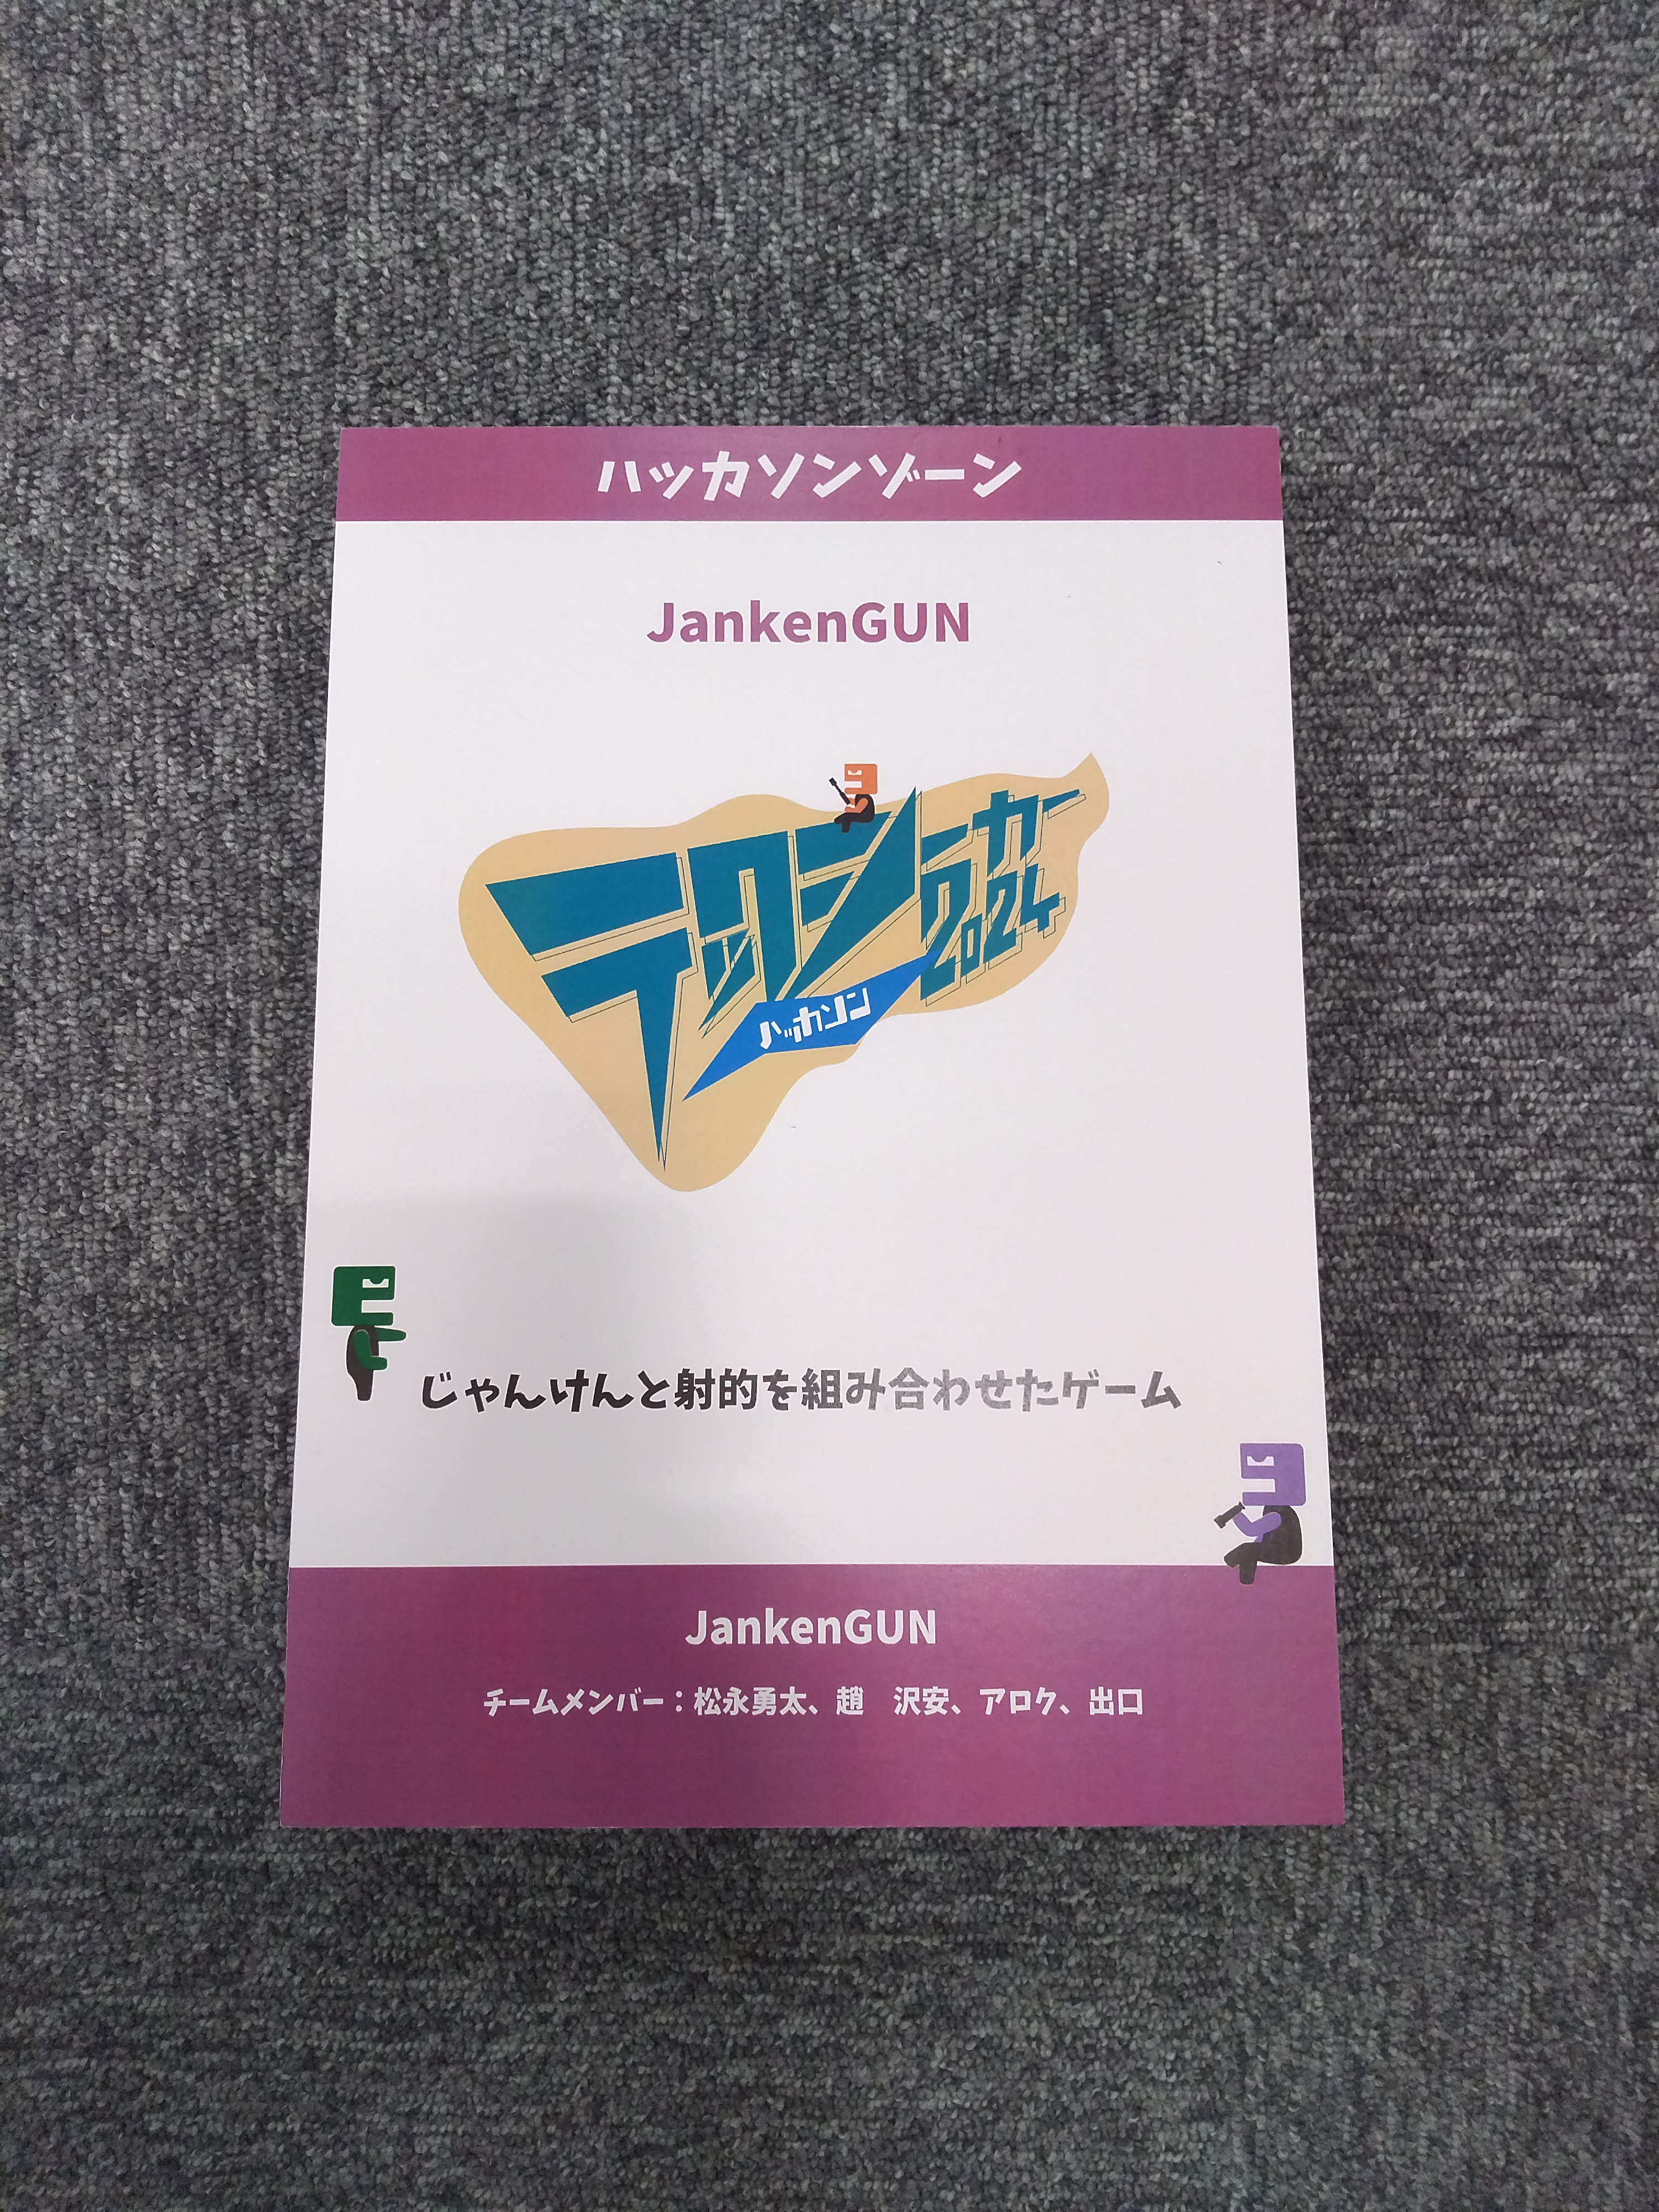 ハッカソンゾーン
JankenGUN
テックシーカー
2024
ハッカソン
じゃんけんと射的を組み合わせたゲーム
JankenGUN
チームメンバー：松永勇太、趙　沢安、アロク、出口